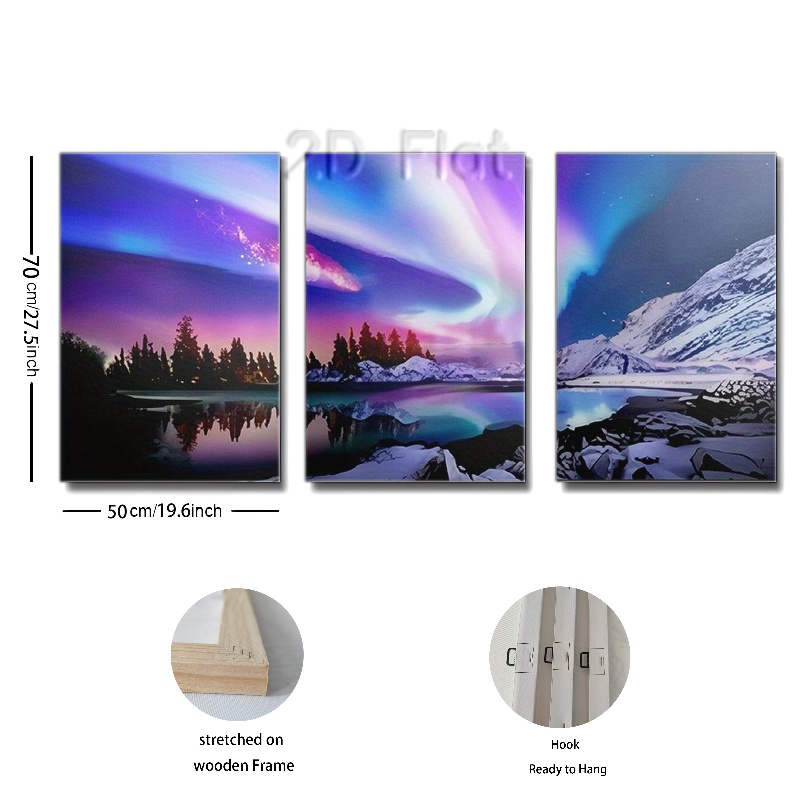 2D Flat
70cm/27.5inch
50cm/19.6inch
stretched on
wooden Frame
Hook
Ready to Hang